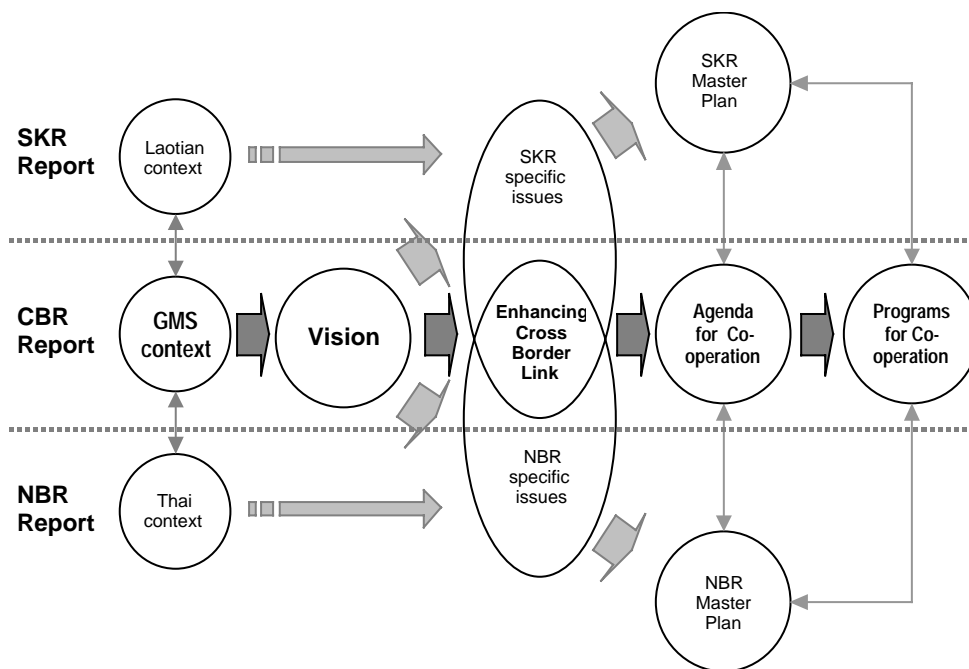 SKR
Report
Laotian
context
SKR
specific
issues
SKR
Master
Plan
CBR
Report
GMS
context
Vision
Enhancing
Cross
Border
Link
Agenda
for Co-
operation
Programs
for Co-
operation
NBR
Report
Thai
context
NBR
specific
issues
NBR
Master
Plan